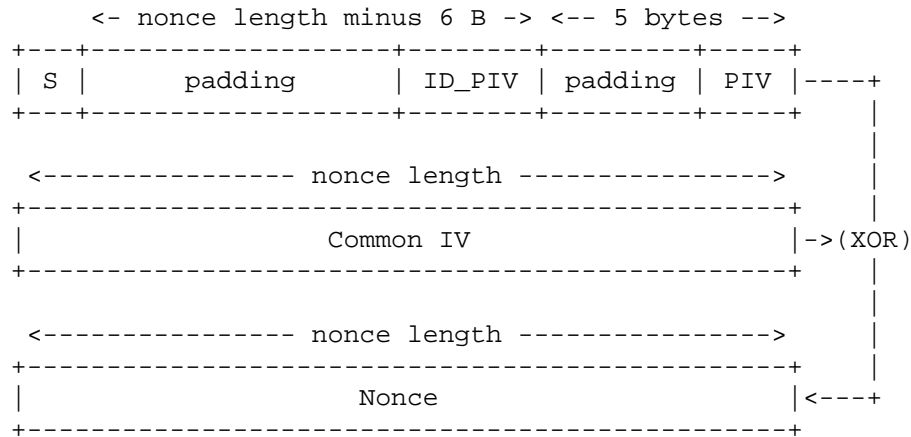 <- nonce length minus 6 B -> <-- 5 bytes -->
+---+-------------------+--------+---------+-----+
| S |      padding      | ID_PIV | padding | PIV |----+
+---+-------------------+--------+---------+-----+    |
                                                      |
<---------------- nonce length ---------------->      |
+------------------------------------------------+    |
|                   Common IV                    |->(XOR)
+------------------------------------------------+    |
                                                      |
<---------------- nonce length ---------------->      |
+------------------------------------------------+    |
|                     Nonce                      |<---+
+------------------------------------------------+